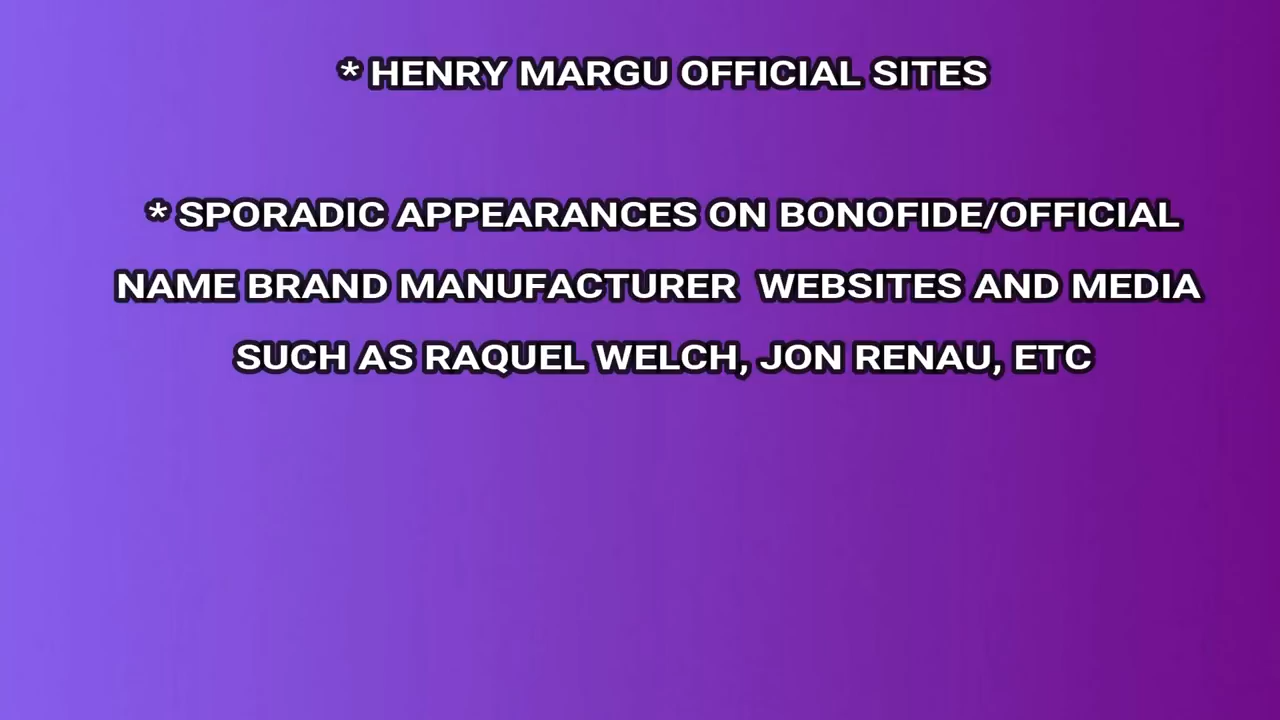 * HENRY MARGU OFFICIAL SITES
* SPORADIC APPEARANCES ON BONOFIDE/OFFICIAL
NAME BRAND MANUFACTURER  WEBSITES AND MEDIA
SUCH AS RAQUEL WELCH, JON RENAU, ETC